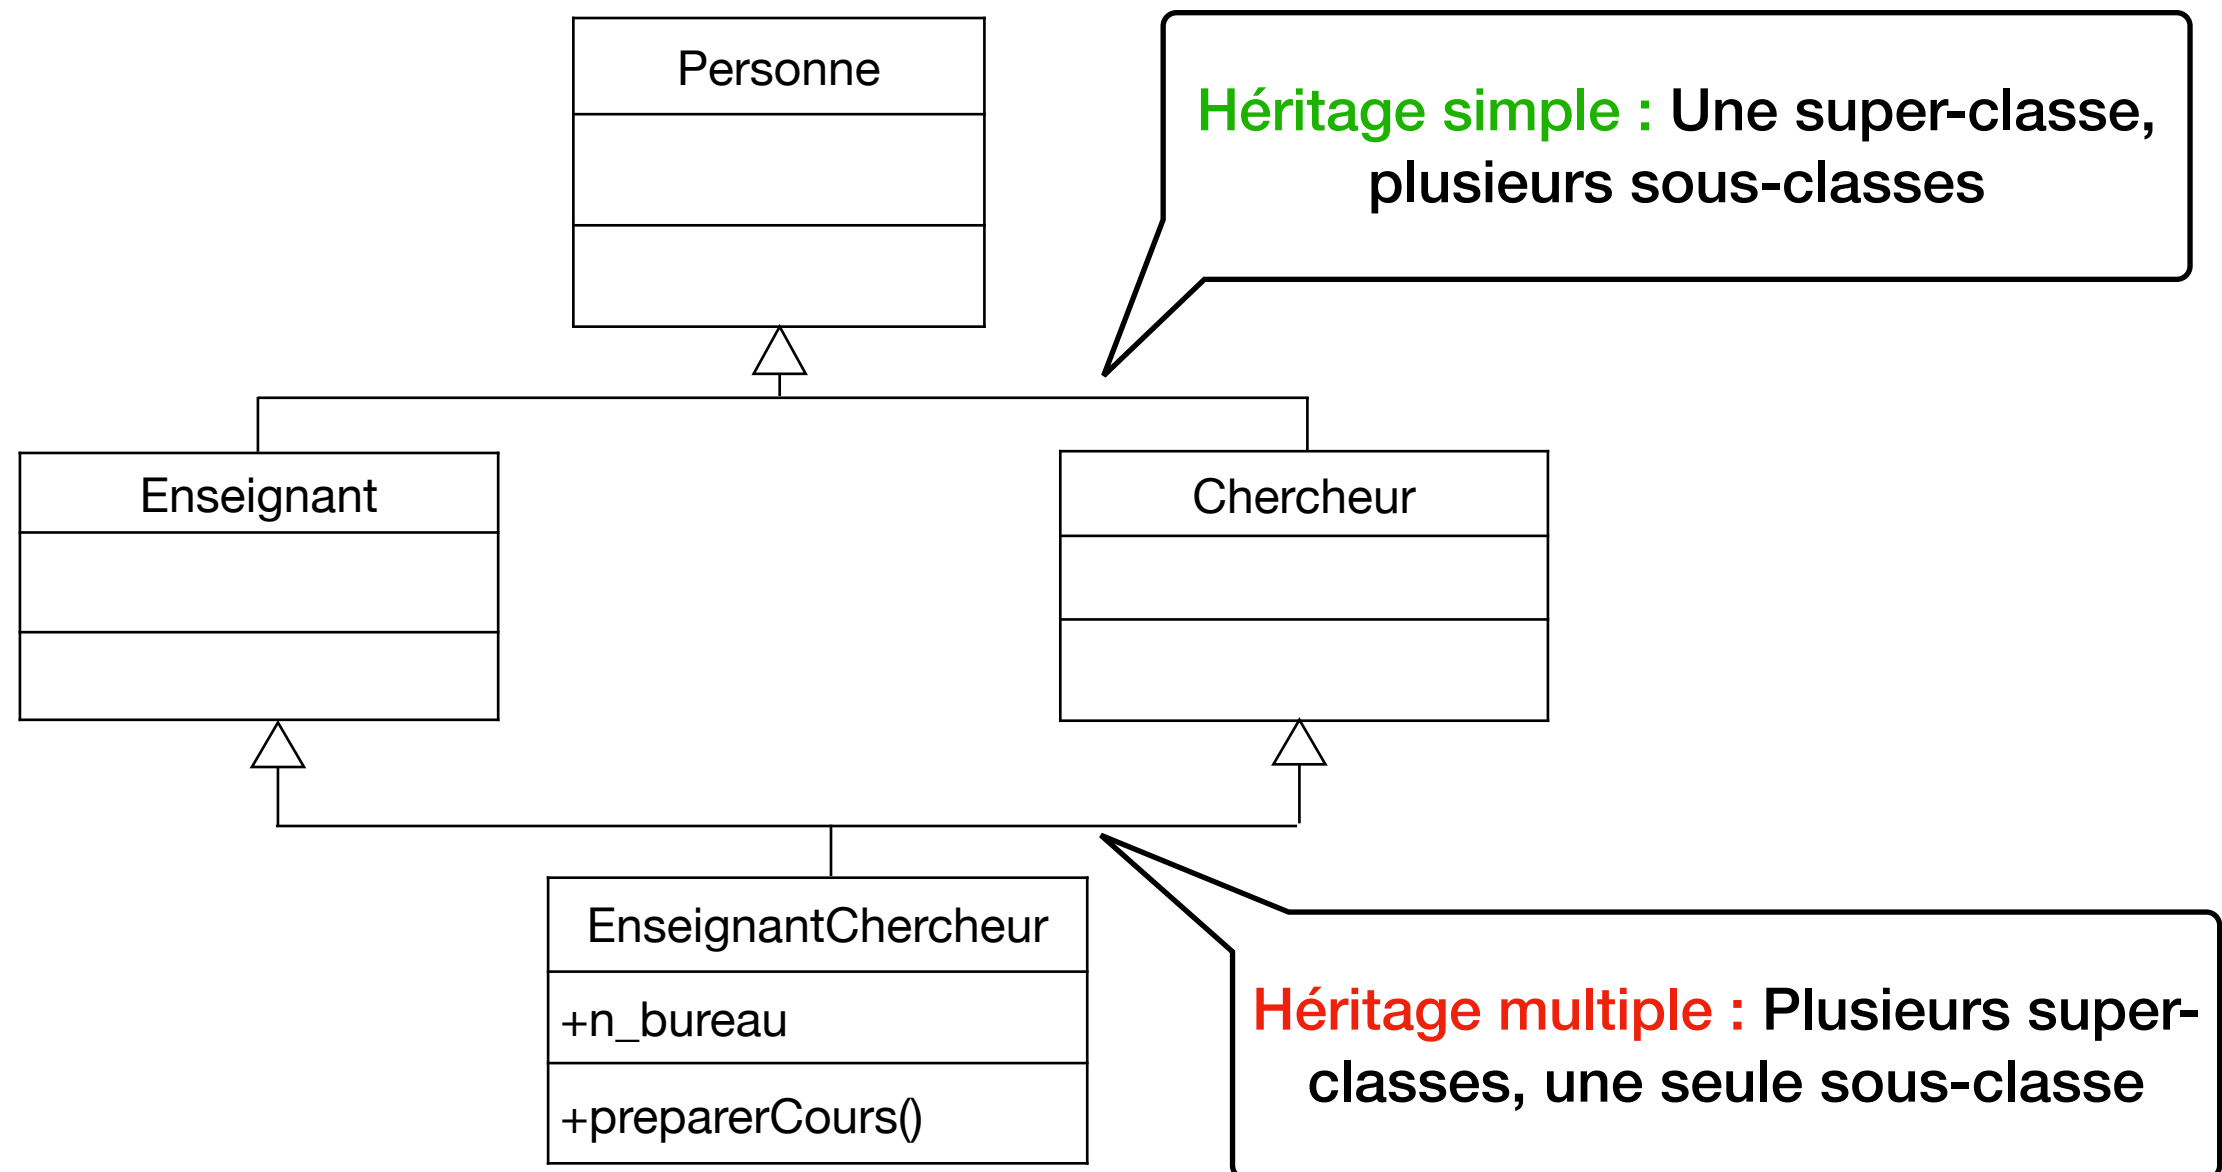 Personne
Héritage simple : Une super-classe,
plusieurs sous-classes
Enseignant
Chercheur
EnseignantChercheur
+n_bureau
+preparerCours()
Héritage multiple : Plusieurs super-
classes, une seule sous-classe